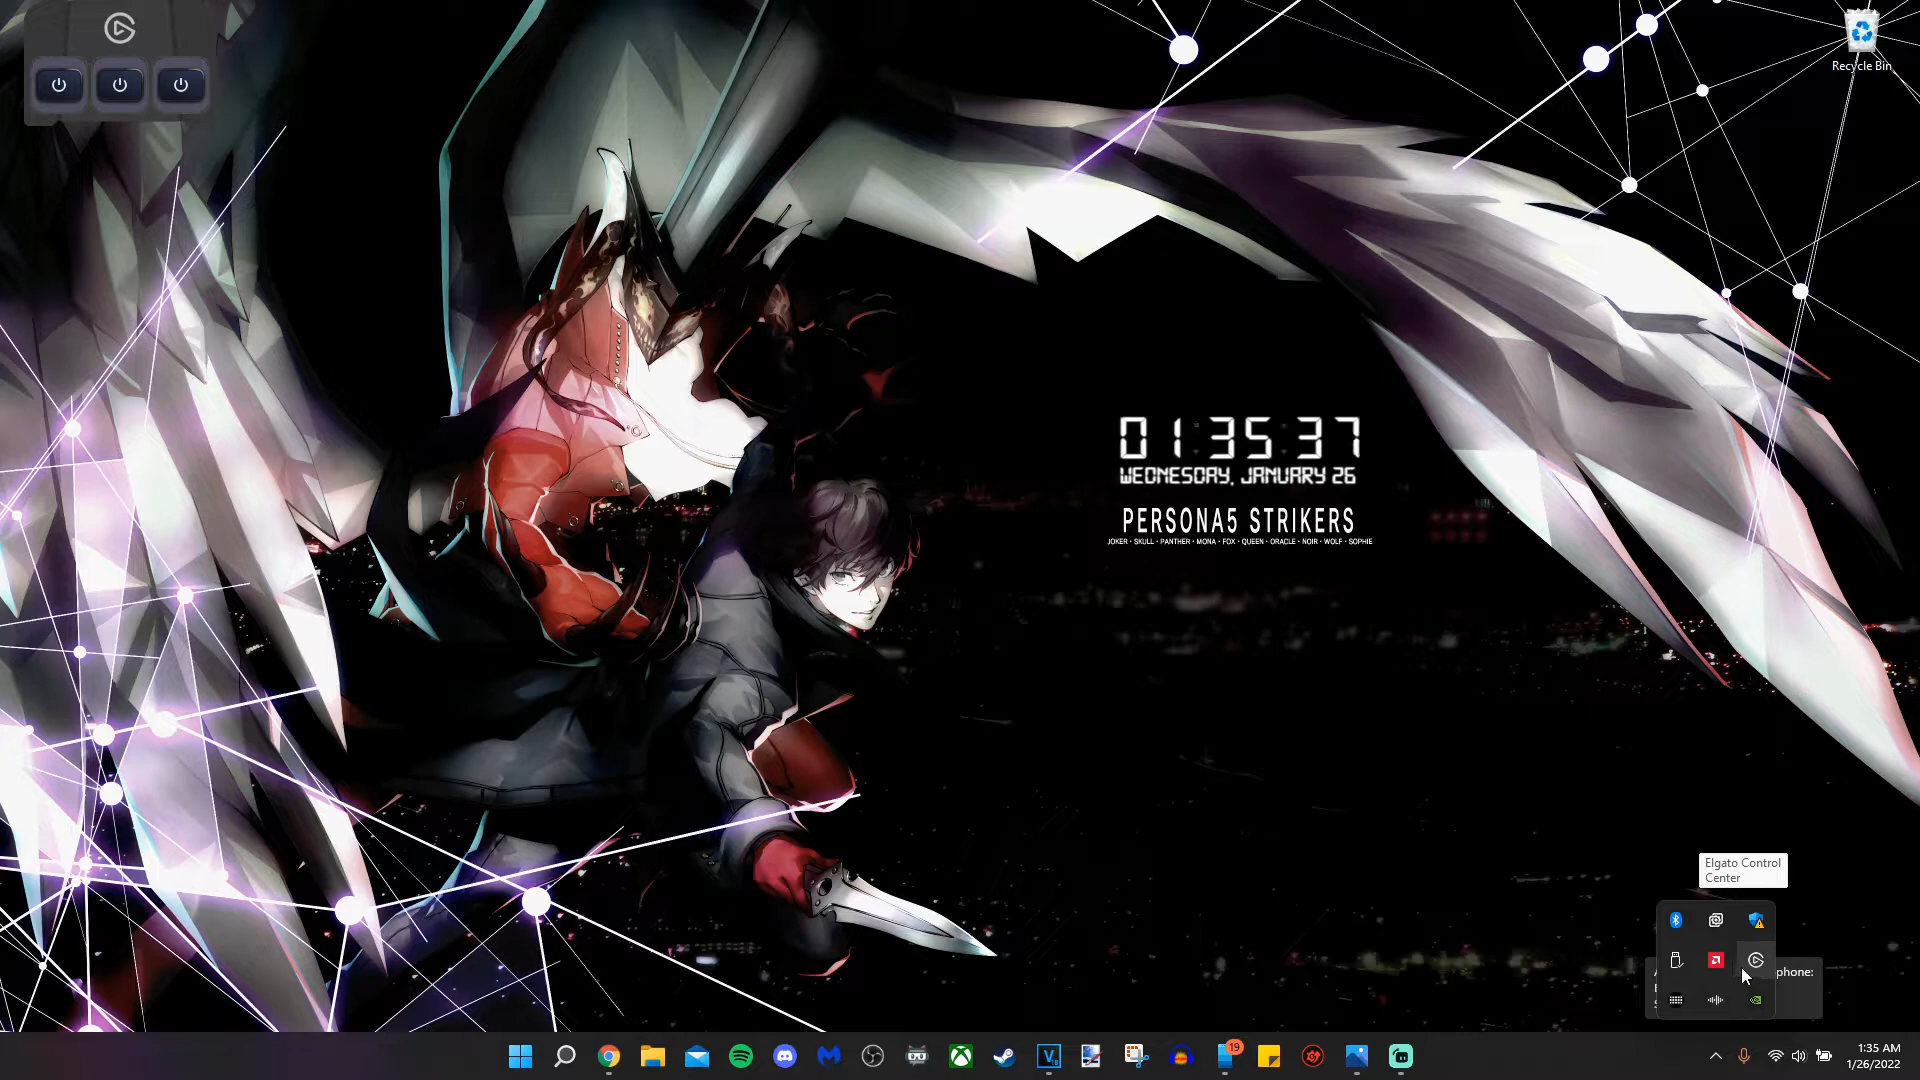 Recycle Bin
01:35:37
WEDNESDAY, JANUARY 26
PERSONA5 STRIKERS
JOKER · SKULL · PANTHER · MONA · FOX · QUEEN · ORACLE · NOIR · WOLF · SOPHIE
Elgato Control
Center
phone:
19
1:35 AM
1/26/2022